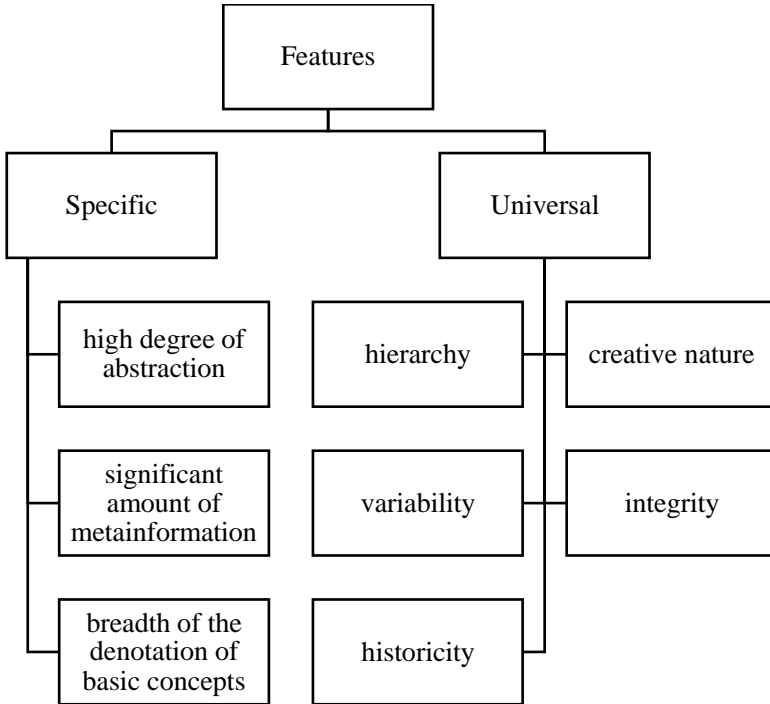 Features
Specific
Universal
high degree of
abstraction
hierarchy
creative nature
significant
amount of
metainformation
variability
integrity
breadth of the
denotation of
basic concepts
historicity